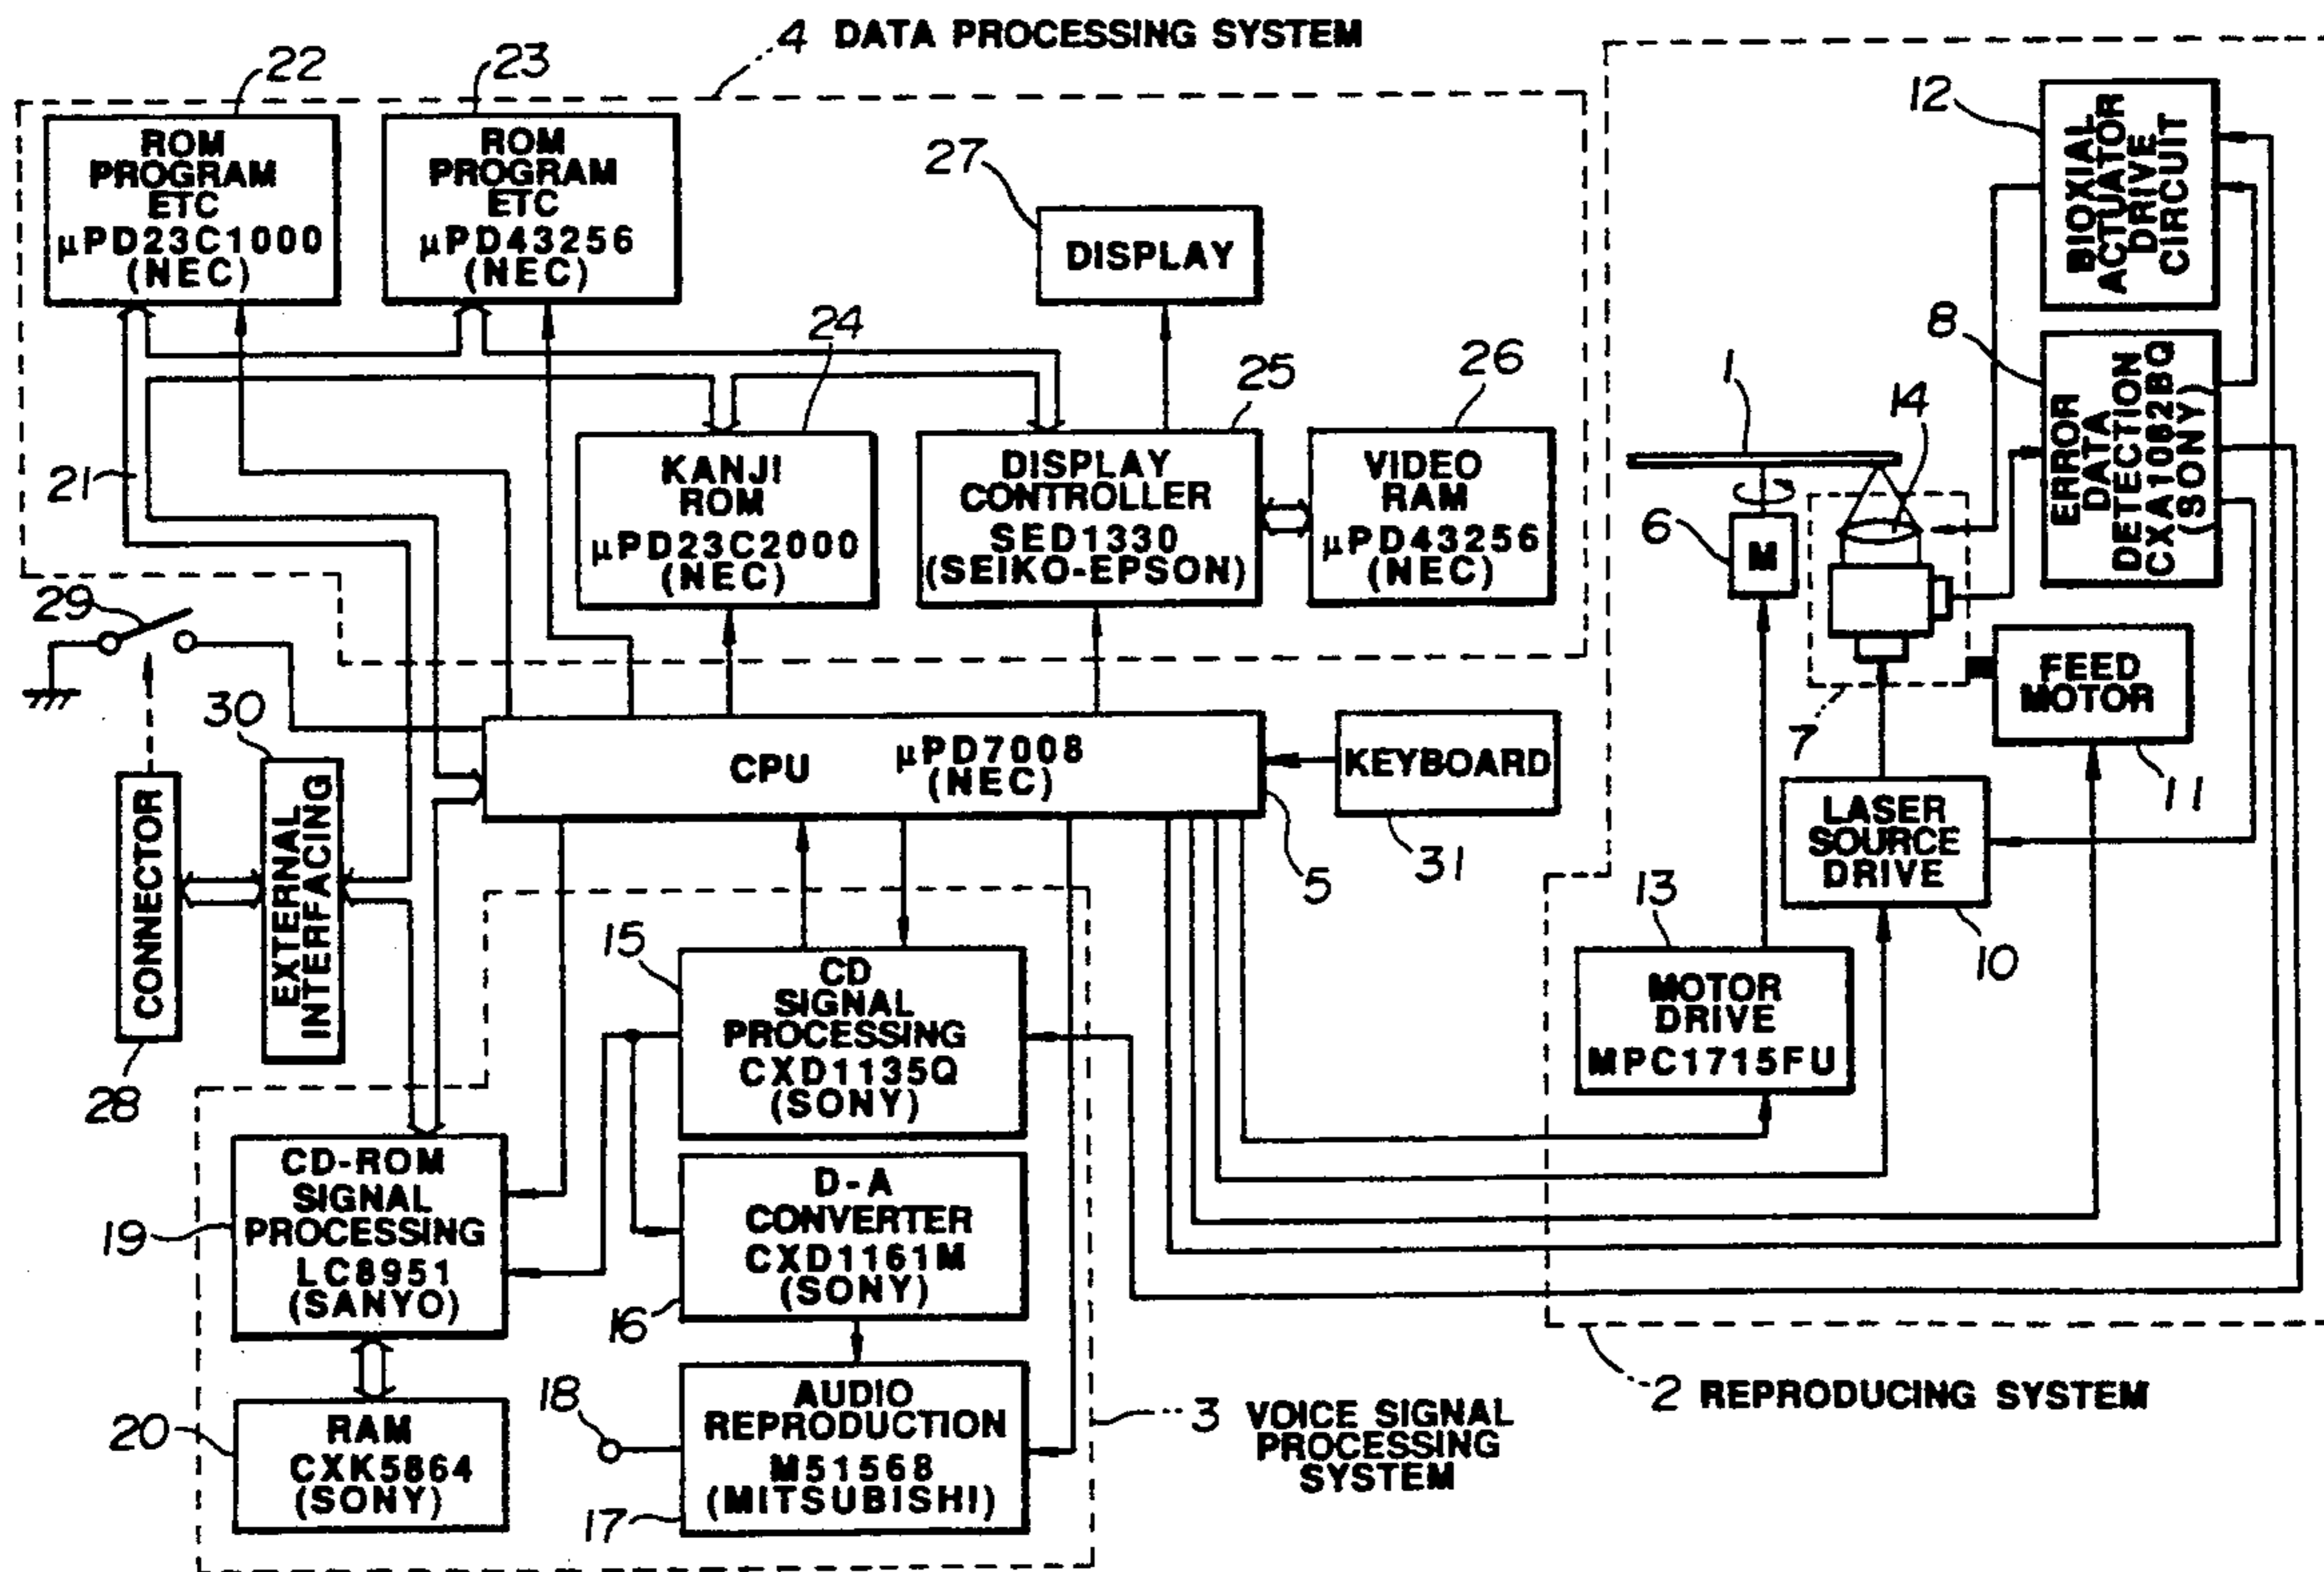 4 DATA PROCESSING SYSTEM
22
23
ROM
PROGRAM
ETC
μPD23C1000
(NEC)
ROM
PROGRAM
ETC
μPD43256
(NEC)
27
DISPLAY
24
25
26
21
KANJI
ROM
μPD23C2000
(NEC)
DISPLAY
CONTROLLER
SED1330
(SEIKO-EPSON)
VIDEO
RAM
μPD43256
(NEC)
29
30
CONNECTOR
28
EXTERNAL
INTERFACING
CPU
μPD7008
(NEC)
5
KEYBOARD
31
12
BIOXIAL
ACTUATOR
DRIVE
CIRCUIT
8
ERROR
DATA
DETECTION
CXA1082BQ
(SONY)
1
14
6
M
7
FEED
MOTOR
11
LASER
SOURCE
DRIVE
10
13
MOTOR
DRIVE
MPC1715FU
2 REPRODUCING SYSTEM
15
CD
SIGNAL
PROCESSING
CXD1135Q
(SONY)
D-A
CONVERTER
CXD1161M
(SONY)
16
19
CD-ROM
SIGNAL
PROCESSING
LC8951
(SANYO)
20
RAM
CXK5864
(SONY)
18
AUDIO
REPRODUCTION
M51568
(MITSUBISHI)
17
3 VOICE SIGNAL
PROCESSING
SYSTEM